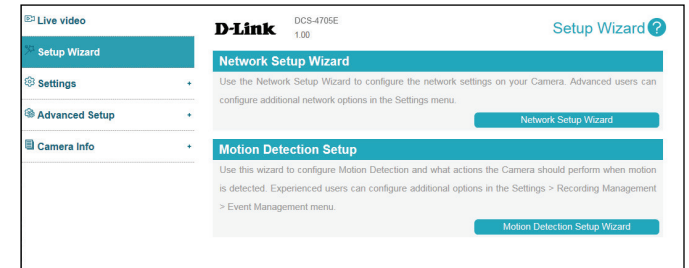 Live video
Setup Wizard
Settings +
Advanced Setup +
Camera Info +
D-Link DCS-4705E
1.00
Setup Wizard ?
Network Setup Wizard
Use the Network Setup Wizard to configure the network settings on your Camera. Advanced users can
configure additional network options in the Settings menu.
Network Setup Wizard
Motion Detection Setup
Use this wizard to configure Motion Detection and what actions the Camera should perform when motion
is detected. Experienced users can configure additional options in the Settings > Recording Management
> Event Management menu.
Motion Detection Setup Wizard